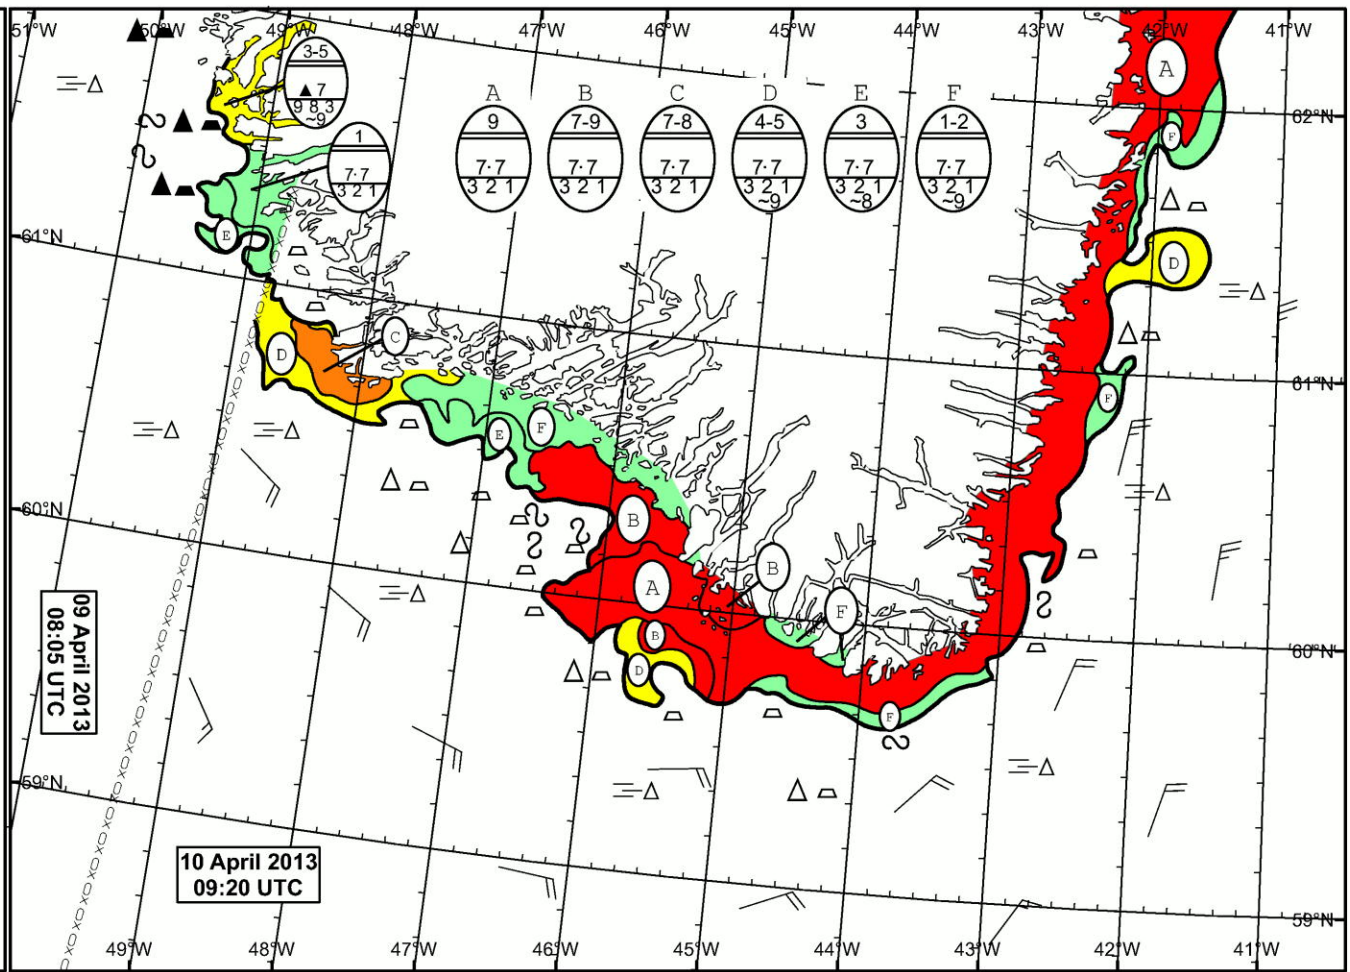 51°W 50°W 49°W 48°W 47°W 46°W 45°W 44°W 43°W 42°W 41°W
3-5
7
9 8 3
~9
1
7·7
3 2 1
A B C D E F
9 7-9 7-8 4-5 3 1-2
7·7 7·7 7·7 7·7 7·7 7·7
3 2 1 3 2 1 3 2 1 3 2 1 3 2 1 3 2 1
~9 ~8 ~9
A
62°N
F
E
61°N
D
D
C
61°N
F
E
F
60°N
B
B
A
F
B
60°N
D
F
09 April 2013
08:05 UTC
59°N
10 April 2013
09:20 UTC
59°N
49°W 48°W 47°W 46°W 45°W 44°W 43°W 42°W 41°W